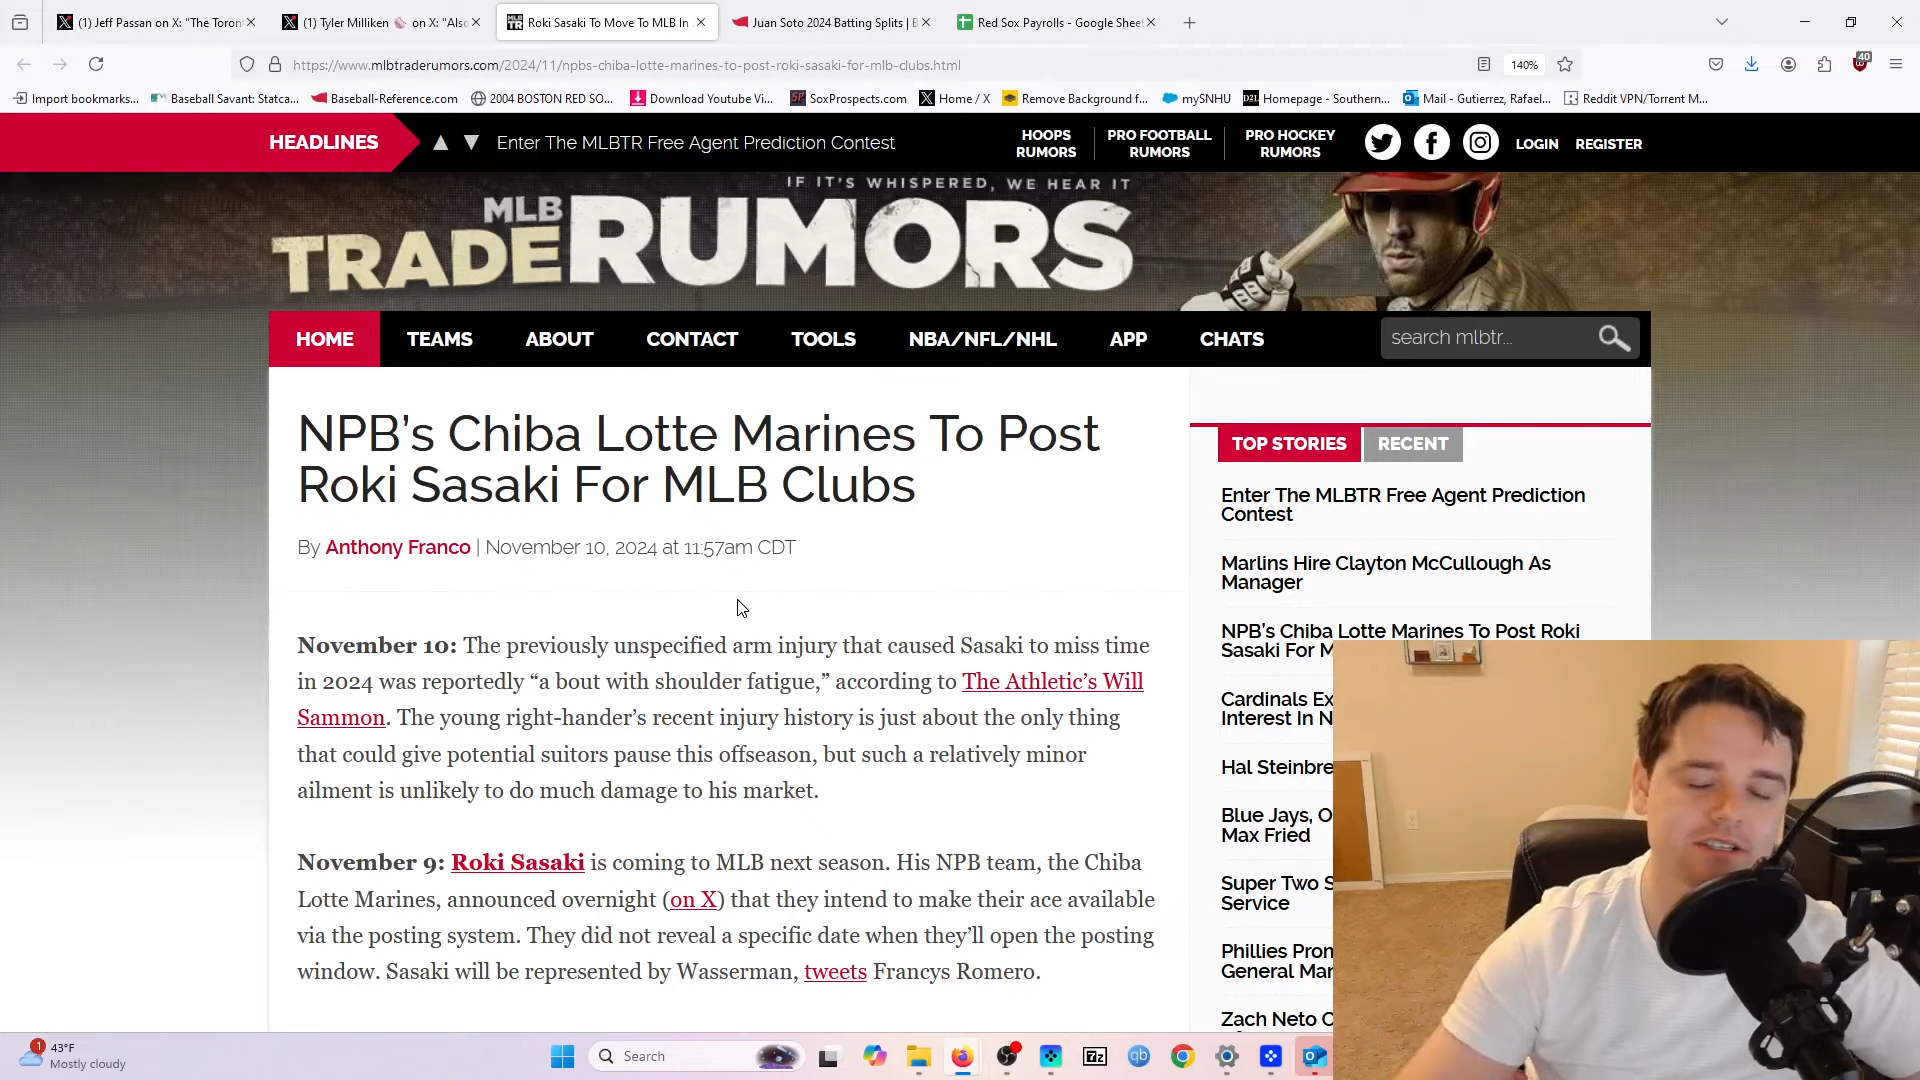 (1) Jeff Passan on X: "The Toron
(1) Tyler Milliken ⚾ on X: "Also
Roki Sasaki To Move To MLB In
Juan Soto 2024 Batting Splits | B
Red Sox Payrolls - Google Sheet
https://www.mlbtraderumors.com/2024/11/npbs-chiba-lotte-marines-to-post-roki-sasaki-for-mlb-clubs.html
140%
40
Import bookmarks...
Baseball Savant: Statca...
Baseball-Reference.com
2004 BOSTON RED SO...
Download Youtube Vi...
SoxProspects.com
Home / X
Remove Background f...
mySNHU
Homepage - Southern...
Mail - Gutierrez, Rafael...
Reddit VPN/Torrent M...
HEADLINES
Enter The MLBTR Free Agent Prediction Contest
HOOPS
RUMORS
PRO FOOTBALL
RUMORS
PRO HOCKEY
RUMORS
LOGIN
REGISTER
IF IT'S WHISPERED, WE HEAR IT
MLB
TRADERUMORS
HOME
TEAMS
ABOUT
CONTACT
TOOLS
NBA/NFL/NHL
APP
CHATS
search mlbtr...
NPB's Chiba Lotte Marines To Post
Roki Sasaki For MLB Clubs
By Anthony Franco | November 10, 2024 at 11:57am CDT
November 10: The previously unspecified arm injury that caused Sasaki to miss time
in 2024 was reportedly “a bout with shoulder fatigue,” according to The Athletic’s Will
Sammon. The young right-hander’s recent injury history is just about the only thing
that could give potential suitors pause this offseason, but such a relatively minor
ailment is unlikely to do much damage to his market.
November 9: Roki Sasaki is coming to MLB next season. His NPB team, the Chiba
Lotte Marines, announced overnight (on X) that they intend to make their ace available
via the posting system. They did not reveal a specific date when they’ll open the posting
window. Sasaki will be represented by Wasserman, tweets Francys Romero.
TOP STORIES
RECENT
Enter The MLBTR Free Agent Prediction
Contest
Marlins Hire Clayton McCullough As
Manager
NPB's Chiba Lotte Marines To Post Roki
Sasaki For M
Cardinals Ex
Interest In N
Hal Steinbre
Blue Jays, O
Max Fried
Super Two S
Service
Phillies Pron
General Mar
Zach Neto C
1
43°F
Mostly cloudy
Search
7z
qb